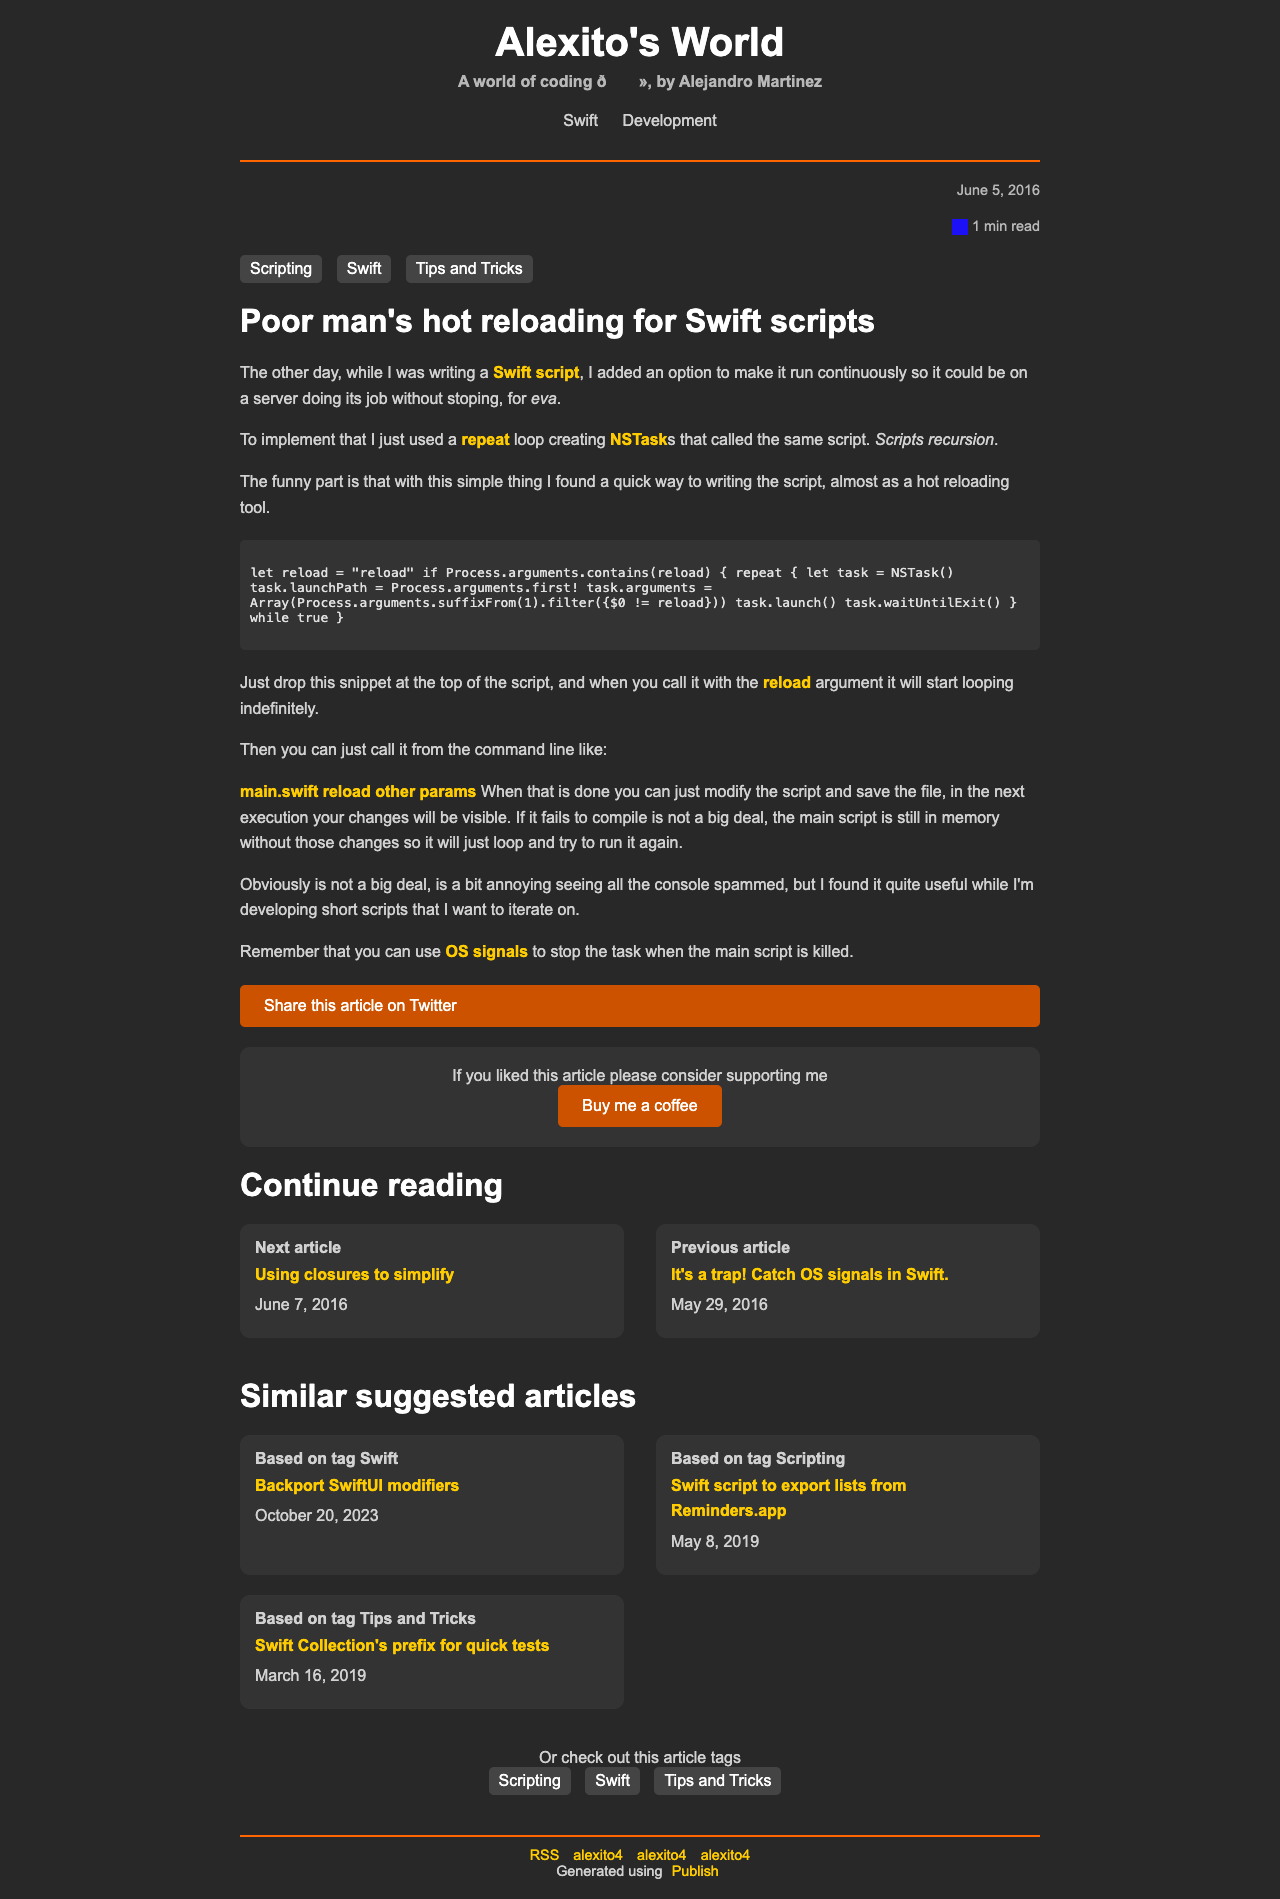 Alexito's World
A world of coding ð», by Alejandro Martinez
Swift Development
June 5, 2016
1 min read
Scripting Swift Tips and Tricks
Poor man's hot reloading for Swift scripts
The other day, while I was writing a Swift script, I added an option to make it run continuously so it could be on
a server doing its job without stoping, for eva.
To implement that I just used a repeat loop creating NSTasks that called the same script. Scripts recursion.
The funny part is that with this simple thing I found a quick way to writing the script, almost as a hot reloading
tool.
let reload = "reload" if Process.arguments.contains(reload) { repeat { let task = NSTask()
task.launchPath = Process.arguments.first! task.arguments =
Array(Process.arguments.suffixFrom(1).filter({$0 != reload})) task.launch() task.waitUntilExit() }
while true }
Just drop this snippet at the top of the script, and when you call it with the reload argument it will start looping
indefinitely.
Then you can just call it from the command line like:
main.swift reload other params When that is done you can just modify the script and save the file, in the next
execution your changes will be visible. If it fails to compile is not a big deal, the main script is still in memory
without those changes so it will just loop and try to run it again.
Obviously is not a big deal, is a bit annoying seeing all the console spammed, but I found it quite useful while I'm
developing short scripts that I want to iterate on.
Remember that you can use OS signals to stop the task when the main script is killed.
Share this article on Twitter
If you liked this article please consider supporting me
Buy me a coffee
Continue reading
Next article
Using closures to simplify
June 7, 2016
Previous article
It's a trap! Catch OS signals in Swift.
May 29, 2016
Similar suggested articles
Based on tag Swift
Backport SwiftUI modifiers
October 20, 2023
Based on tag Scripting
Swift script to export lists from
Reminders.app
May 8, 2019
Based on tag Tips and Tricks
Swift Collection's prefix for quick tests
March 16, 2019
Or check out this article tags
Scripting Swift Tips and Tricks
RSS alexito4 alexito4 alexito4
Generated using Publish